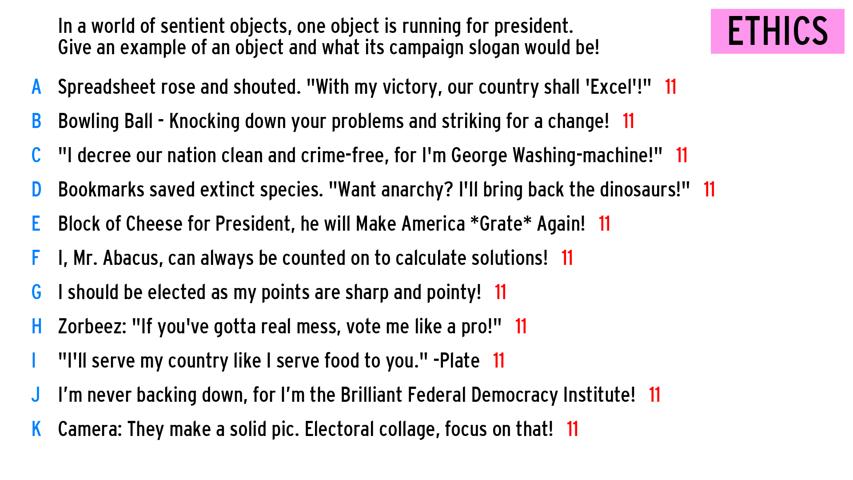 In a world of sentient objects, one object is running for president.
Give an example of an object and what its campaign slogan would be!
ETHICS
A Spreadsheet rose and shouted. "With my victory, our country shall 'Excel'!" 11
B Bowling Ball - Knocking down your problems and striking for a change! 11
C "I decree our nation clean and crime-free, for I'm George Washing-machine!" 11
D Bookmarks saved extinct species. "Want anarchy? I'll bring back the dinosaurs!" 11
E Block of Cheese for President, he will Make America *Grate* Again! 11
F I, Mr. Abacus, can always be counted on to calculate solutions! 11
G I should be elected as my points are sharp and pointy! 11
H Zorbeez: "If you've gotta real mess, vote me like a pro!" 11
I "I'll serve my country like I serve food to you." -Plate 11
J I’m never backing down, for I’m the Brilliant Federal Democracy Institute! 11
K Camera: They make a solid pic. Electoral collage, focus on that! 11